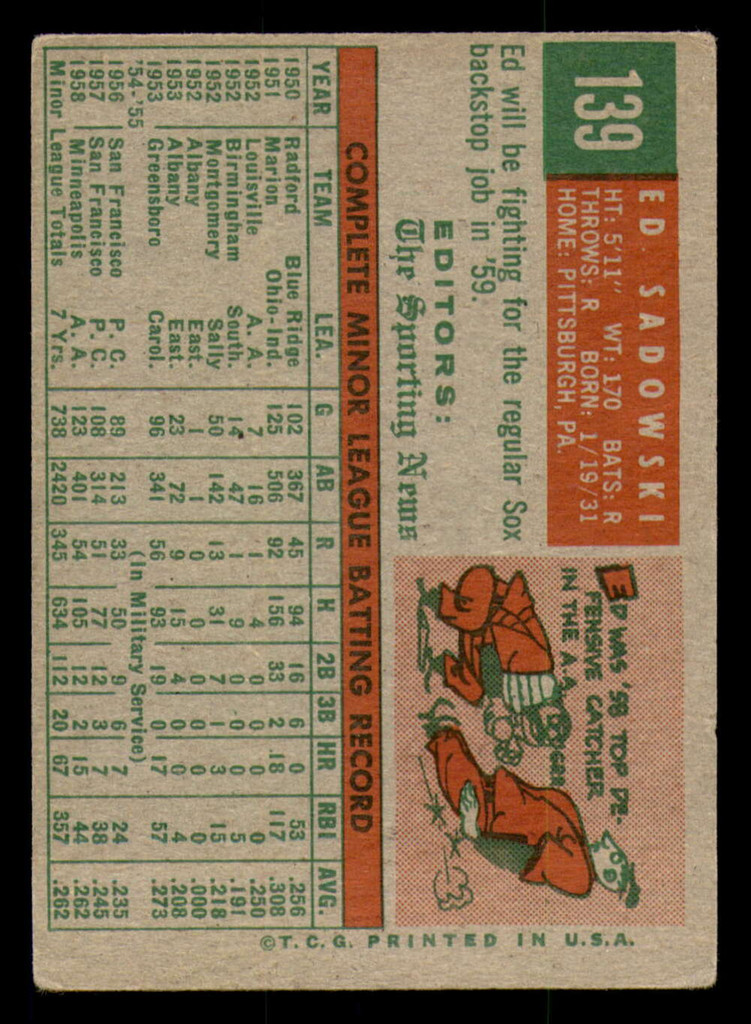 139
ED SADOWSKI
HT: 5'11" WT: 170 BATS: R
THROWS: R BORN: 1/19/31
HOME: PITTSBURGH, PA.
Ed will be fighting for the regular Sox
backstop job in '59.
EDITORS:
The Sporting News
ED WAS '58 TOP DE-
FENSIVE CATCHER
IN THE A.A.
GRR
COMPLETE MINOR LEAGUE BATTING RECORD
YEAR TEAM LEA. G AB R H 2B 3B HR RBI AVG.
1950 Radford Blue Ridge 102 367 45 94 16 6 0 53 .256
1951 Marion Ohio-Ind. 125 506 92 156 33 2 18 117 .308
1952 Louisville A. A. 7 16 1 4 0 0 0 0 .250
1952 Birmingham South. 14 47 1 9 1 0 0 5 .191
1952 Montgomery Sally 50 142 13 31 7 1 3 15 .218
1952 Albany East. 1 1 0 0 0 0 0 0 .000
1953 Albany East. 23 72 9 15 4 0 0 4 .208
1953 Greensboro Carol. 96 341 56 93 19 0 17 57 .273
'54-'55 (In Military Service)
1956 San Francisco P. C. 89 213 33 50 9 6 7 24 .235
1957 San Francisco P. C. 108 314 51 77 12 3 7 38 .245
1958 Minneapolis A. A. 123 401 54 105 12 2 15 44 .262
Minor League Totals 7 Yrs. 738 2420 345 634 112 20 67 357 .262
©T.C.G. PRINTED IN U.S.A.